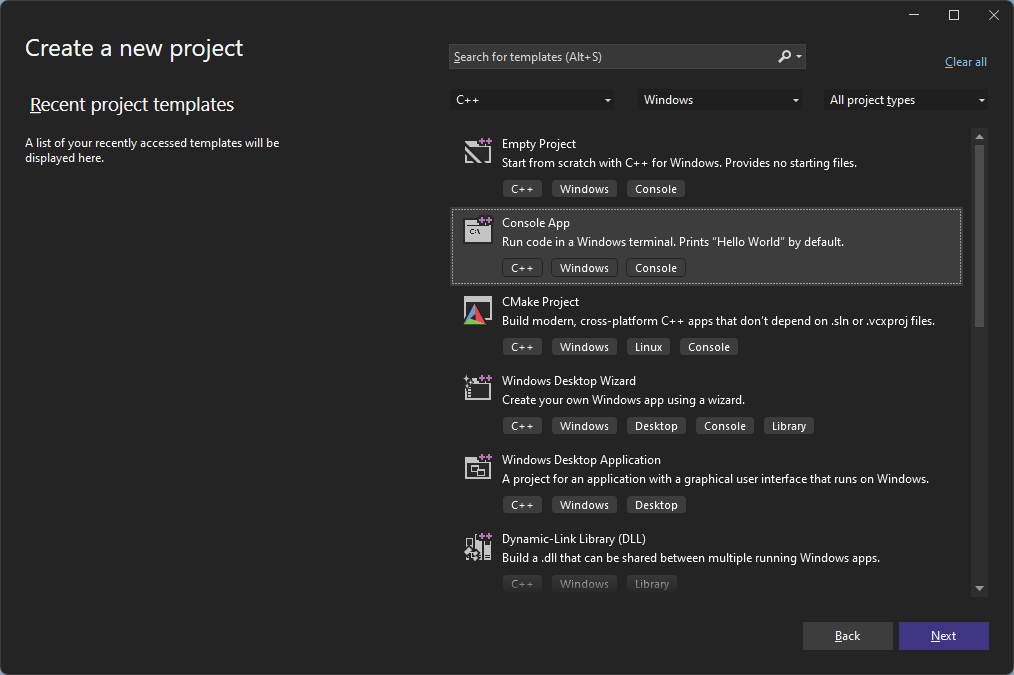 Create a new project
Recent project templates
A list of your recently accessed templates will be
displayed here.
Search for templates (Alt+S)
Clear all
C++ Windows All project types
Empty Project
Start from scratch with C++ for Windows. Provides no starting files.
C++ Windows Console
Console App
C:\
Run code in a Windows terminal. Prints "Hello World" by default.
C++ Windows Console
CMake Project
Build modern, cross-platform C++ apps that don't depend on .sln or .vcxproj files.
C++ Windows Linux Console
Windows Desktop Wizard
Create your own Windows app using a wizard.
C++ Windows Desktop Console Library
Windows Desktop Application
A project for an application with a graphical user interface that runs on Windows.
C++ Windows Desktop
Dynamic-Link Library (DLL)
Build a .dll that can be shared between multiple running Windows apps.
C++ Windows Library
Back Next